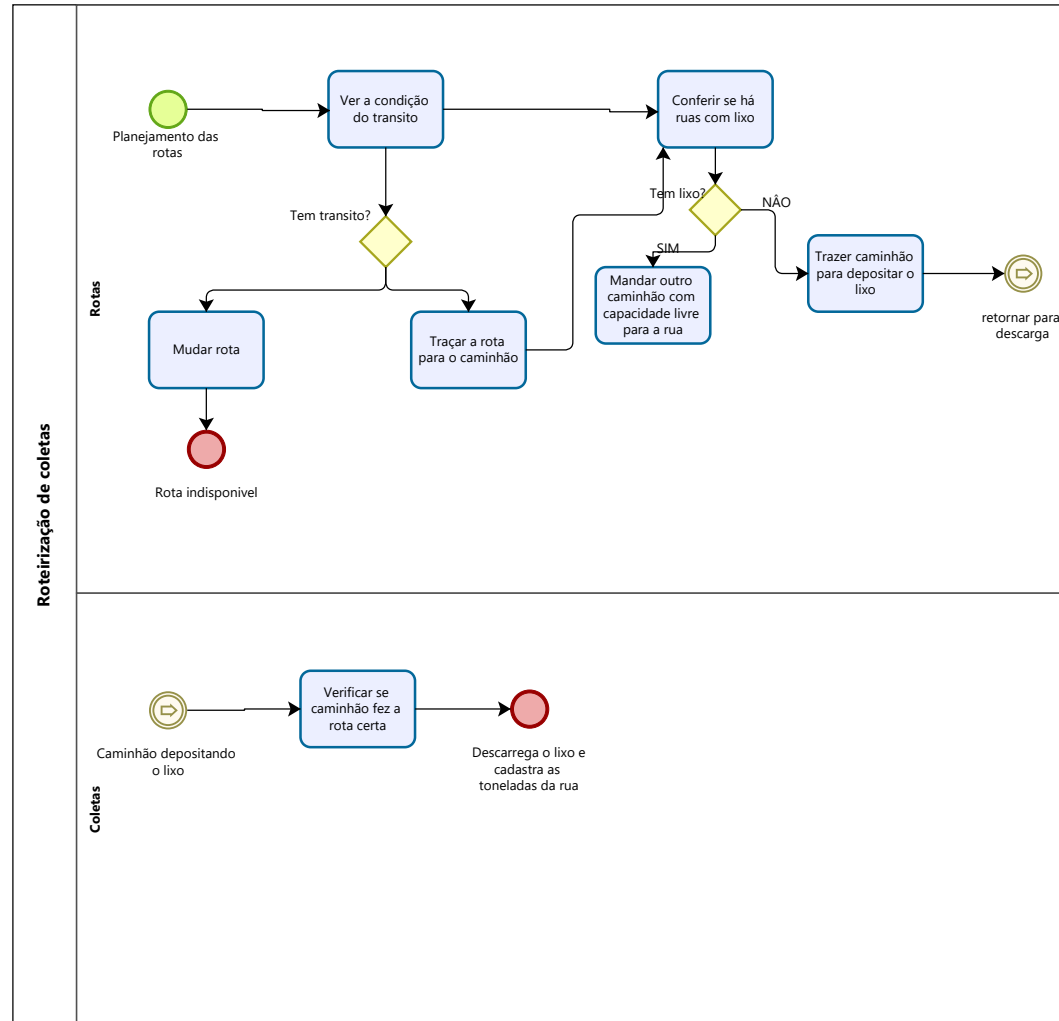 Roteirização de coletas
Rotas
Planejamento das
rotas
Ver a condição
do transito
Conferir se há
ruas com lixo
Tem transito?
Tem lixo?
NÂO
SIM
Mudar rota
Traçar a rota
para o caminhão
Mandar outro
caminhão com
capacidade livre
para a rua
Trazer caminhão
para depositar o
lixo
retornar para
descarga
Rota indisponivel
Coletas
Caminhão depositando
o lixo
Verificar se
caminhão fez a
rota certa
Descarrega o lixo e
cadastra as
toneladas da rua